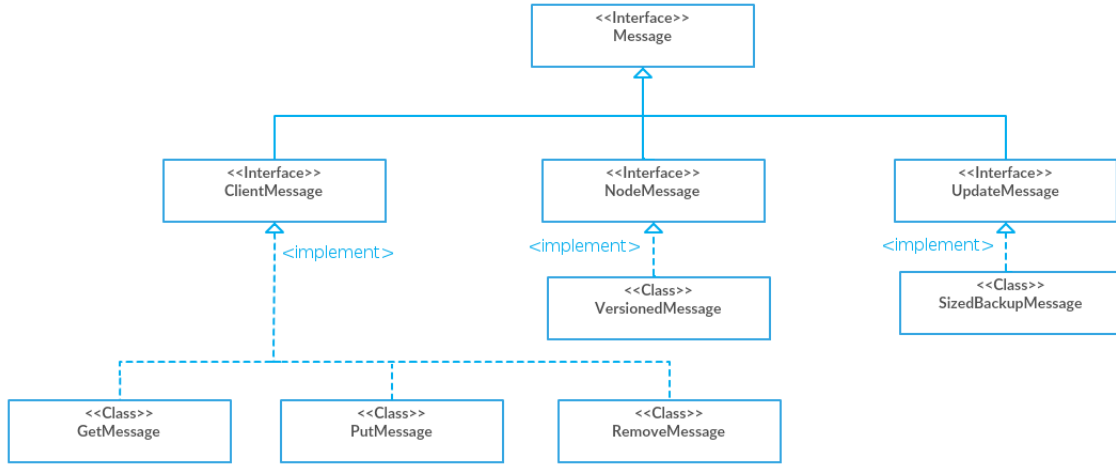 <<Interface>>
Message
<<Interface>>
ClientMessage
<<Interface>>
NodeMessage
<<Interface>>
UpdateMessage
<implement>
<implement>
<implement>
<<Class>>
VersionedMessage
<<Class>>
SizedBackupMessage
<<Class>>
GetMessage
<<Class>>
PutMessage
<<Class>>
RemoveMessage